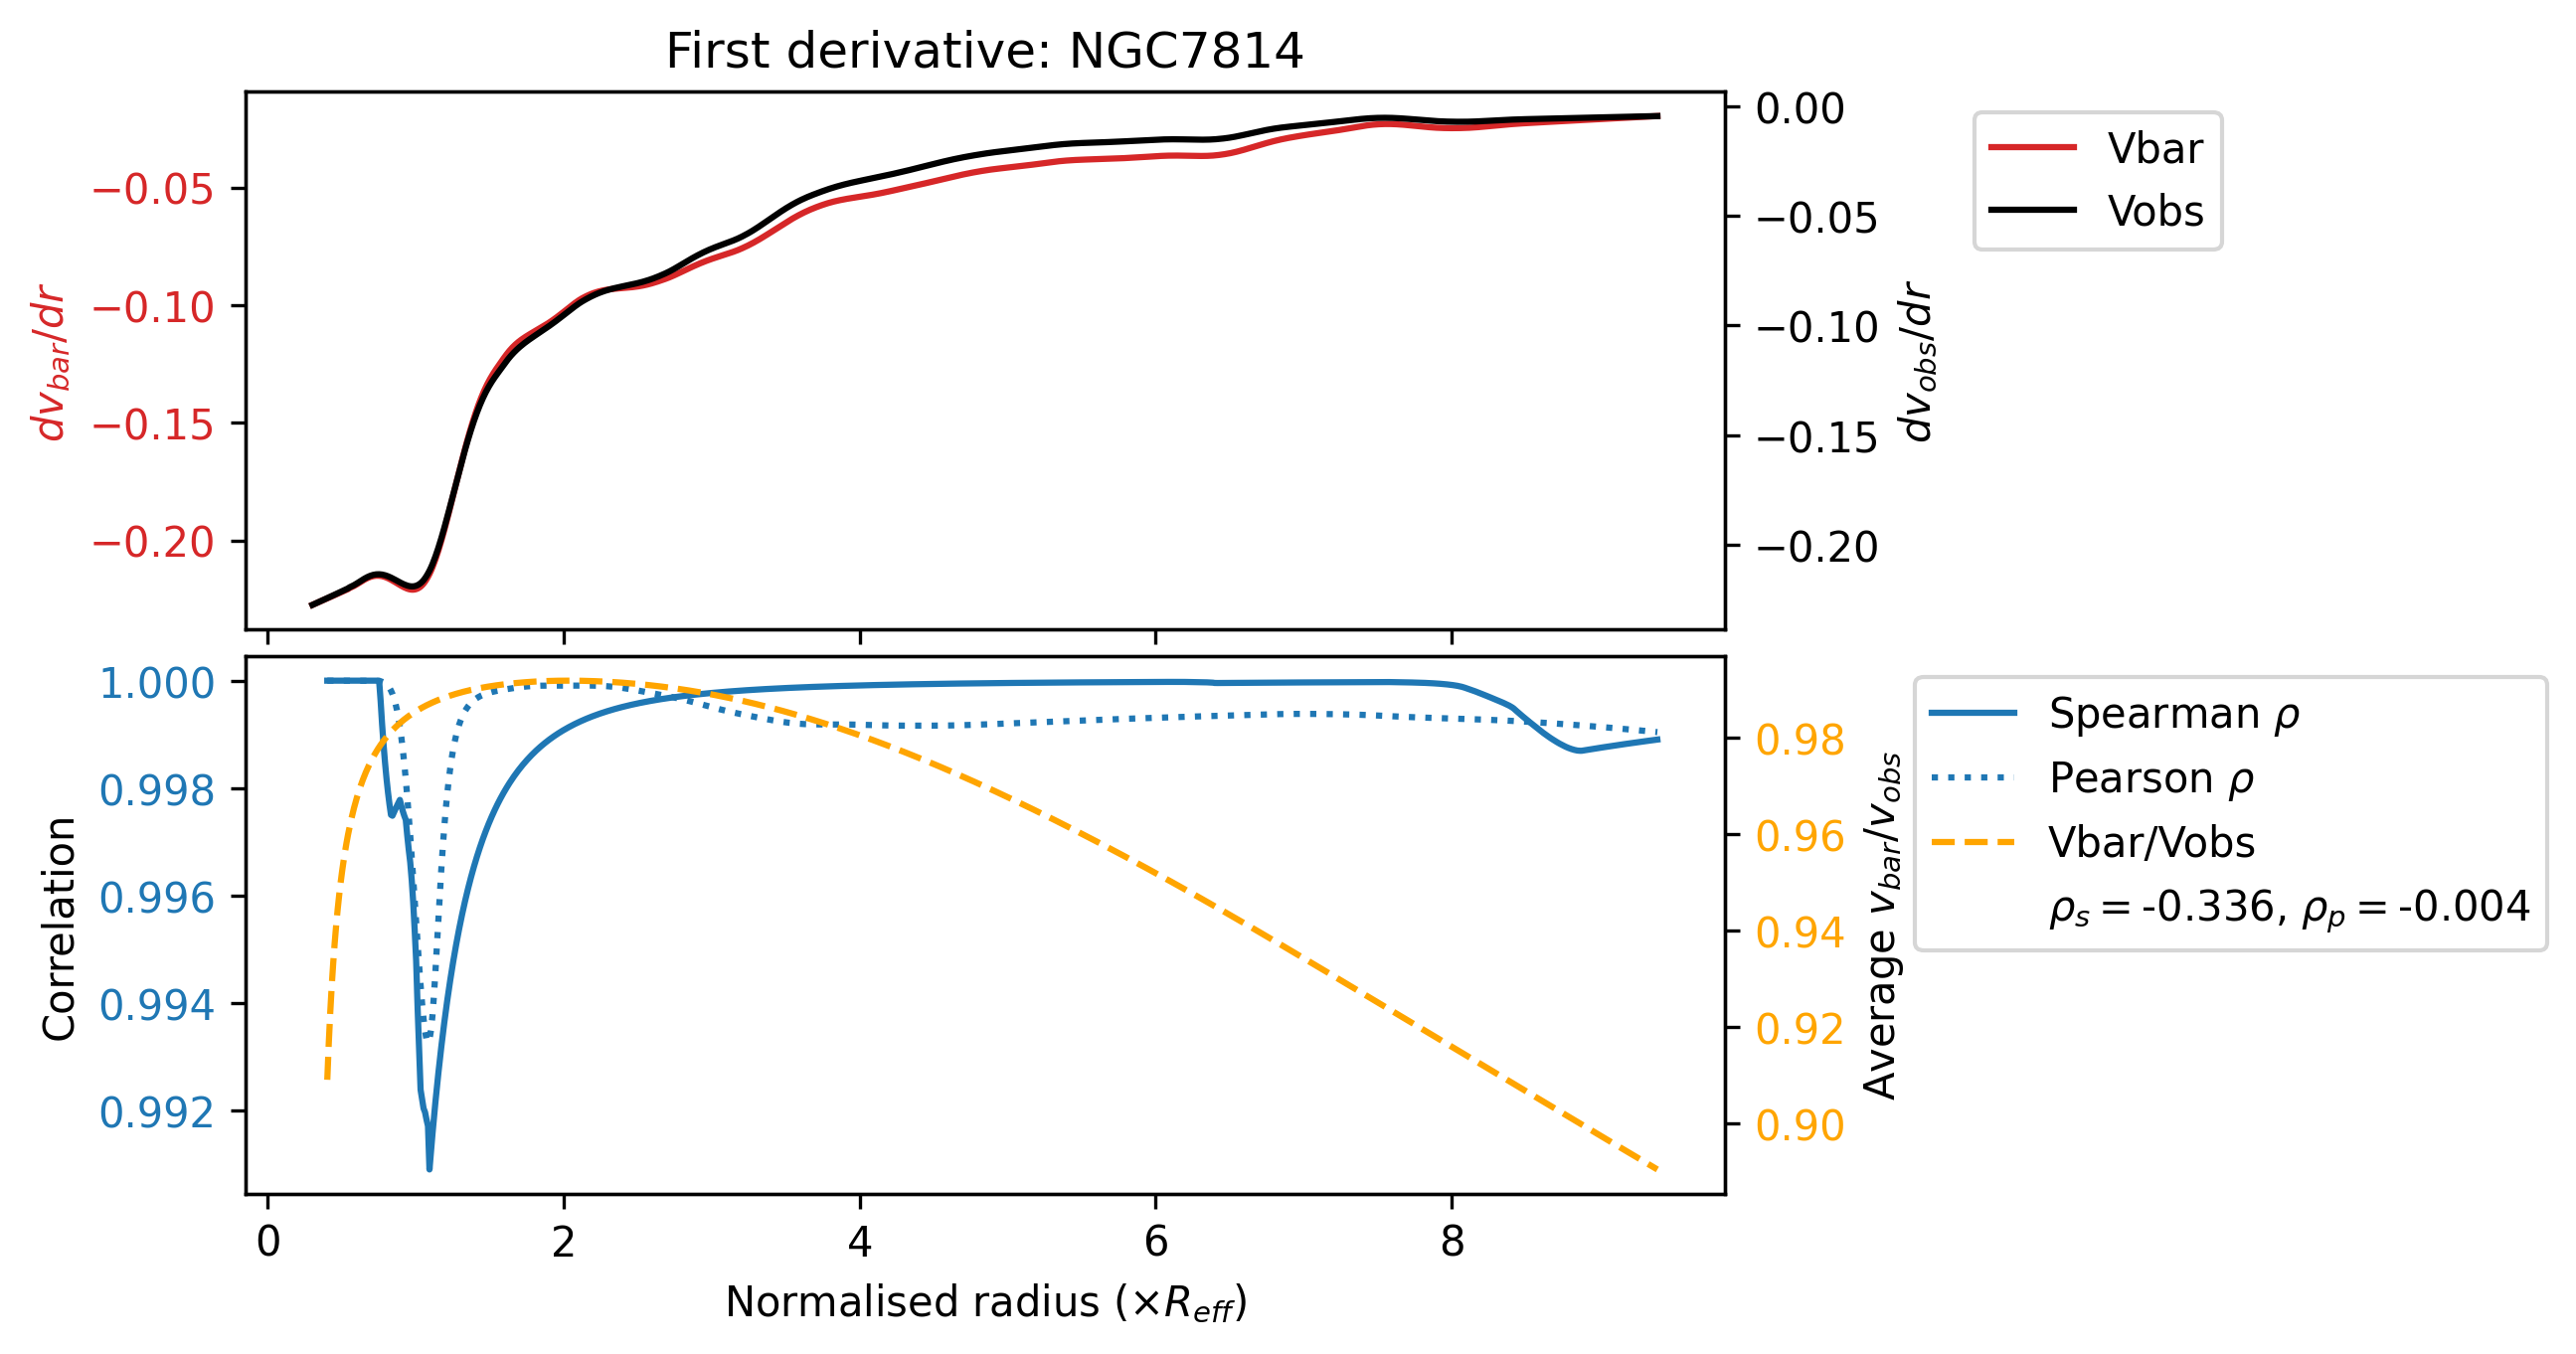 First derivative: NGC7814
dv_bar/dr
−0.05
−0.10
−0.15
−0.20
0.00
−0.05
−0.10
−0.15
−0.20
dv_obs/dr
Vbar
Vobs
Correlation
1.000
0.998
0.996
0.994
0.992
0.98
0.96
0.94
0.92
0.90
Average v_bar/v_obs
Spearman ρ
Pearson ρ
Vbar/Vobs
ρ_s = -0.336, ρ_p = -0.004
0 2 4 6 8
Normalised radius (×R_eff)